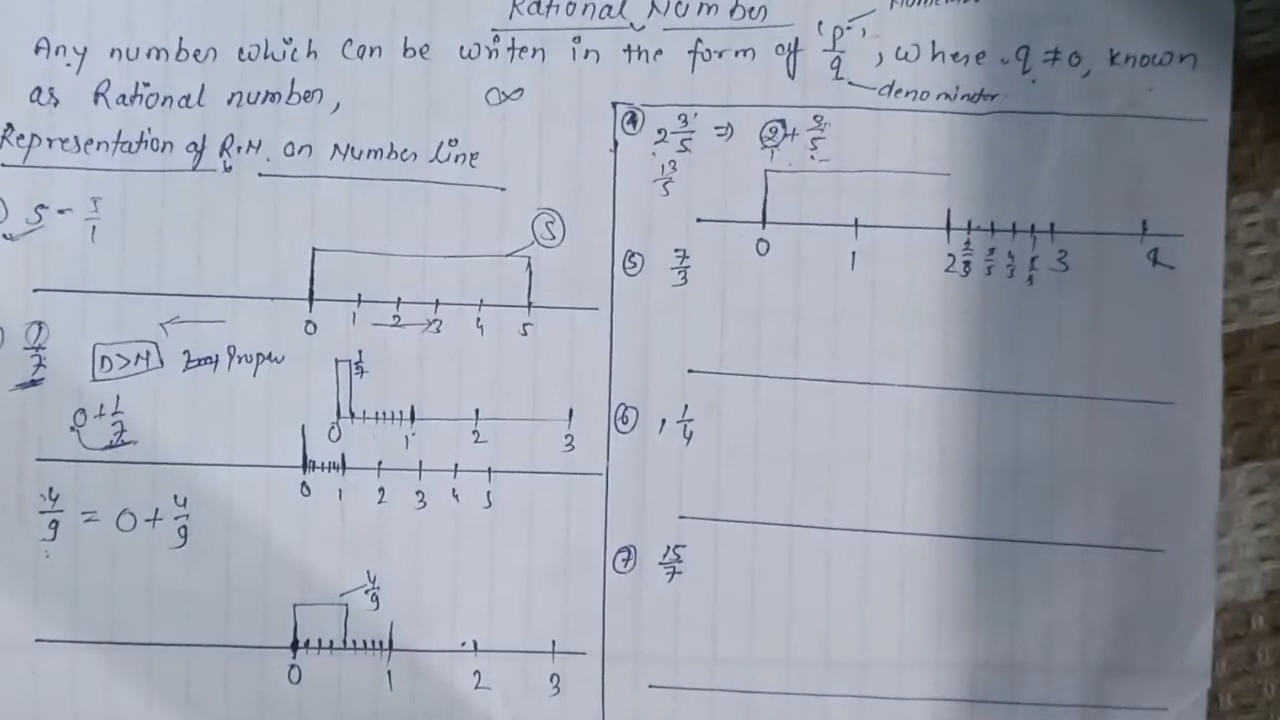 Rational Number
Any number which can be written in the form of 'p/q', where q ≠ 0, known
denominator
as Rational number, ∞
Representation of R.N. on Number line
5 - 5/1
5
0 1 2 3 4 5
1/7 D>N Proper
1/7
0 + 1/7
0 1 2 3
0 1 2 3 4 5
4/9 = 0 + 4/9
4/9
0 1 2 3
④ 2 3/5 ⇒ 2/1 + 3/5
13/5
0 1 2 3 4
⑤ 7/3
⑥ , 1/4
⑦ 15/7